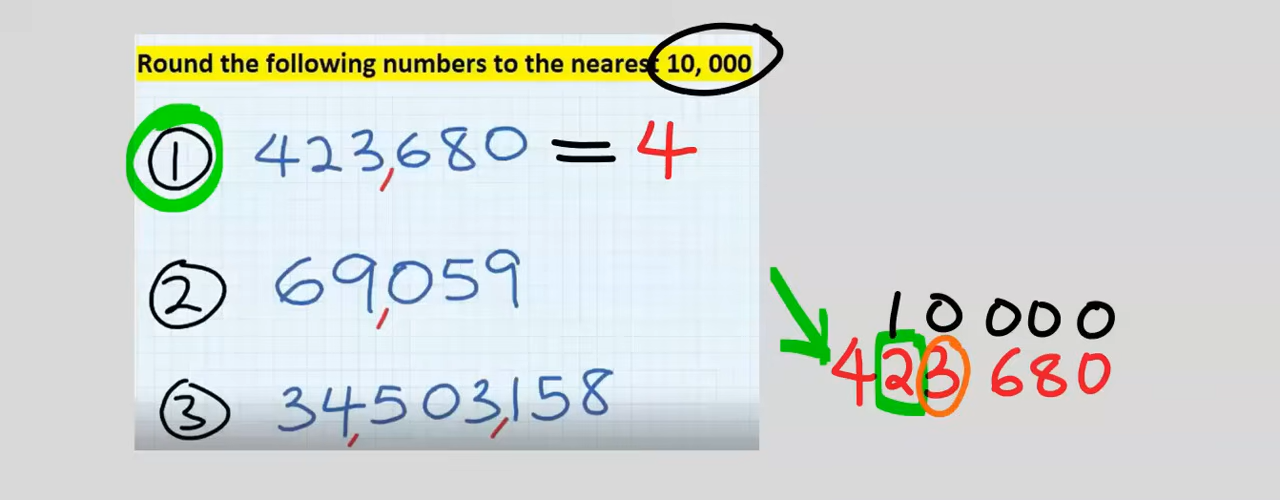 Round the following numbers to the nearest 10, 000
1 423,680 = 4
2 69,059
3 34,503,158
10 000
423 680